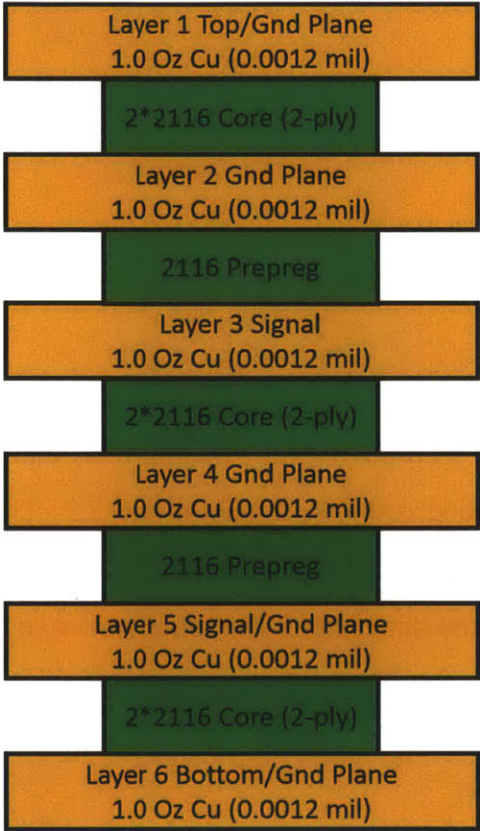 Layer 1 Top/Gnd Plane
1.0 Oz Cu (0.0012 mil)
2*2116 Core (2-ply)
Layer 2 Gnd Plane
1.0 Oz Cu (0.0012 mil)
2116 Prepreg
Layer 3 Signal
1.0 Oz Cu (0.0012 mil)
2*2116 Core (2-ply)
Layer 4 Gnd Plane
1.0 Oz Cu (0.0012 mil)
2116 Prepreg
Layer 5 Signal/Gnd Plane
1.0 Oz Cu (0.0012 mil)
2*2116 Core (2-ply)
Layer 6 Bottom/Gnd Plane
1.0 Oz Cu (0.0012 mil)